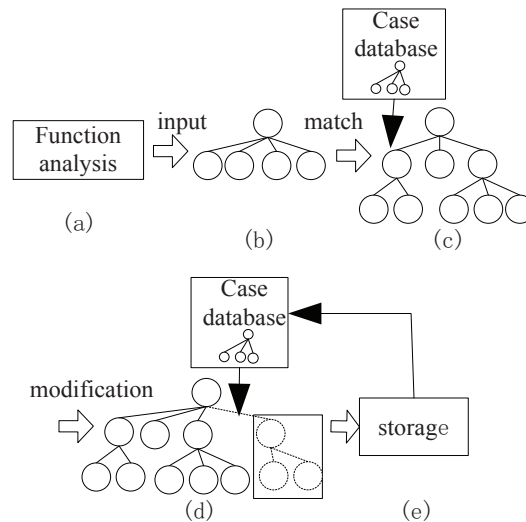 Case
database
input
match
Function
analysis
(a)
(b)
(c)
Case
database
modification
storage
(d)
(e)